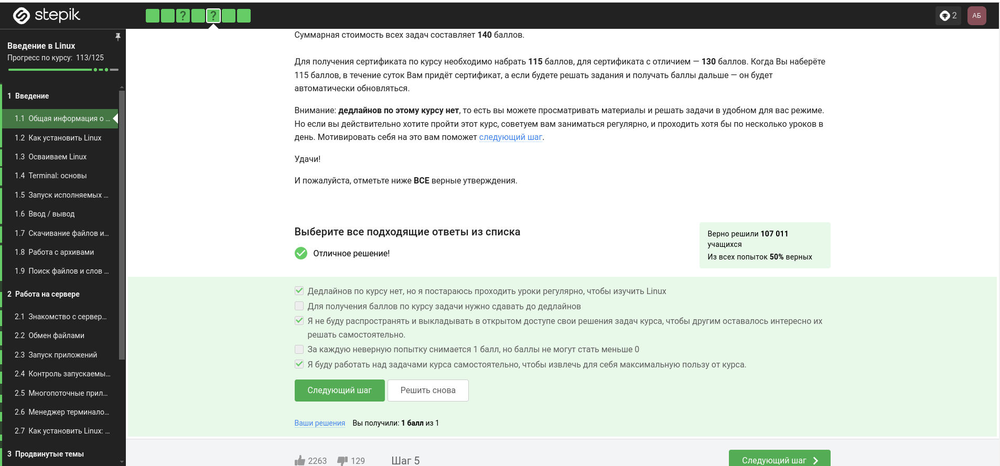 stepik
?
?
2
АБ
Введение в Linux
Прогресс по курсу: 113/125
1 Введение
1.1 Общая информация о ...
1.2 Как установить Linux
1.3 Осваиваем Linux
1.4 Terminal: основы
1.5 Запуск исполняемых ...
1.6 Ввод / вывод
1.7 Скачивание файлов и...
1.8 Работа с архивами
1.9 Поиск файлов и слов ...
2 Работа на сервере
2.1 Знакомство с сервер...
2.2 Обмен файлами
2.3 Запуск приложений
2.4 Контроль запускаемы...
2.5 Многопоточные прил...
2.6 Менеджер терминало...
2.7 Как установить Linux: ...
3 Продвинутые темы
Суммарная стоимость всех задач составляет 140 баллов.
Для получения сертификата по курсу необходимо набрать 115 баллов, для сертификата с отличием — 130 баллов. Когда Вы наберёте
115 баллов, в течение суток Вам придёт сертификат, а если будете решать задания и получать баллы дальше — он будет
автоматически обновляться.
Внимание: дедлайнов по этому курсу нет, то есть вы можете просматривать материалы и решать задачи в удобном для вас режиме.
Но если вы действительно хотите пройти этот курс, советуем вам заниматься регулярно, и проходить хотя бы по несколько уроков в
день. Мотивировать себя на это вам поможет следующий шаг.
Удачи!
И пожалуйста, отметьте ниже ВСЕ верные утверждения.
Выберите все подходящие ответы из списка
Отличное решение!
Верно решили 107 011
учащихся
Из всех попыток 50% верных
Дедлайнов по курсу нет, но я постараюсь проходить уроки регулярно, чтобы изучить Linux
Для получения баллов по курсу задачи нужно сдавать до дедлайнов
Я не буду распространять и выкладывать в открытом доступе свои решения задач курса, чтобы другим оставалось интересно их
решать самостоятельно.
За каждую неверную попытку снимается 1 балл, но баллы не могут стать меньше 0
Я буду работать над задачами курса самостоятельно, чтобы извлечь для себя максимальную пользу от курса.
Следующий шаг
Решить снова
Ваши решения Вы получили: 1 балл из 1
2263
129
Шаг 5
Следующий шаг